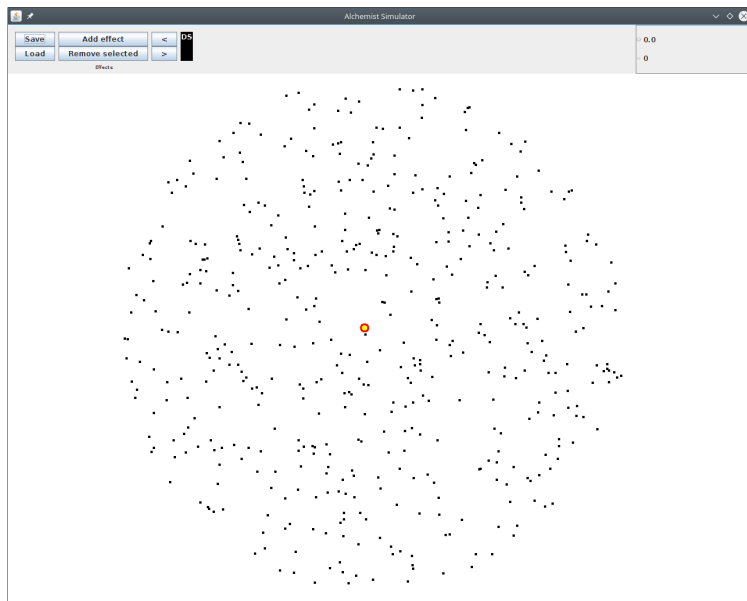 Alchemist Simulator
Save
Add effect
<
DS
Load
Remove selected
>
Effects
0.0
0